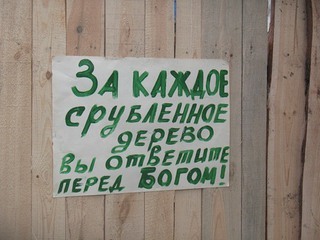 ЗА КАЖДОЕ
СРУБЛЕННОЕ
ДЕРЕВО
ВЫ ОТВЕТИТЕ
ПЕРЕД БОГОМ!